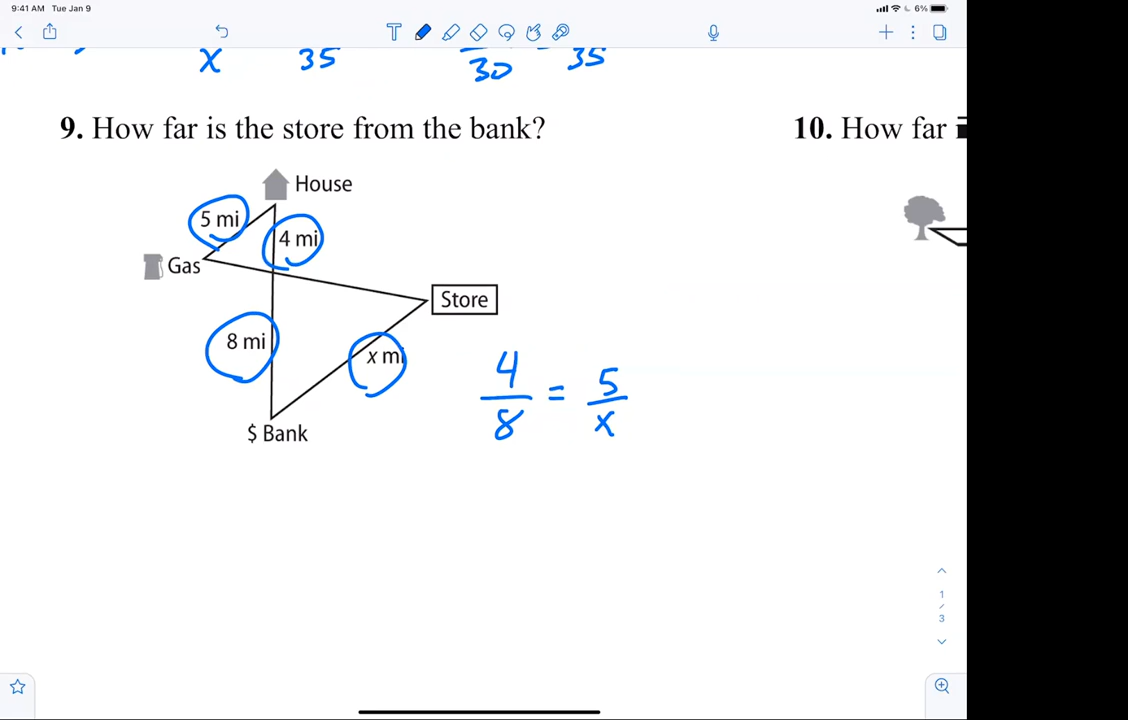 9:41 AM Tue Jan 9
6%
x 35 30 35
9. How far is the store from the bank?
10. How far
House
5 mi
4 mi
Gas
Store
8 mi
x mi
4/8 = 5/x
$ Bank
1
/
3